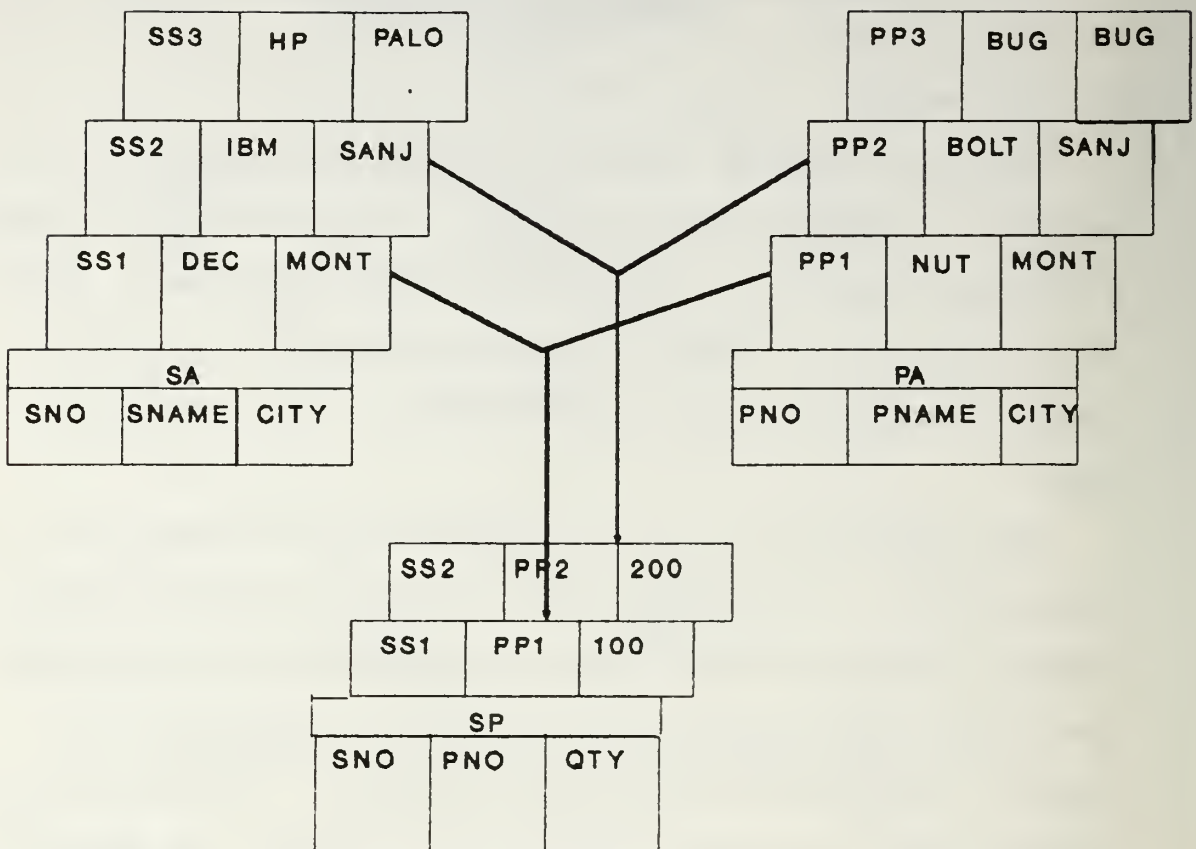 SS3 HP PALO
SS2 IBM SANJ
SS1 DEC MONT
SA
SNO SNAME CITY
PP3 BUG BUG
PP2 BOLT SANJ
PP1 NUT MONT
PA
PNO PNAME CITY
SS2 PP2 200
SS1 PP1 100
SP
SNO PNO QTY